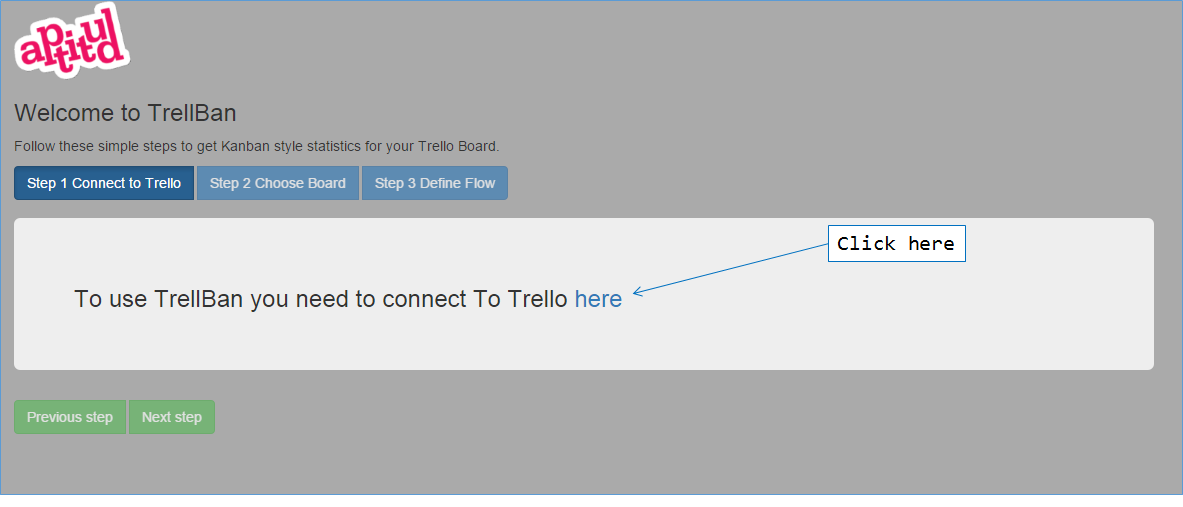 aptitud
Welcome to TrellBan
Follow these simple steps to get Kanban style statistics for your Trello Board.
Step 1 Connect to Trello Step 2 Choose Board Step 3 Define Flow
Click here
To use TrellBan you need to connect To Trello here
Previous step Next step